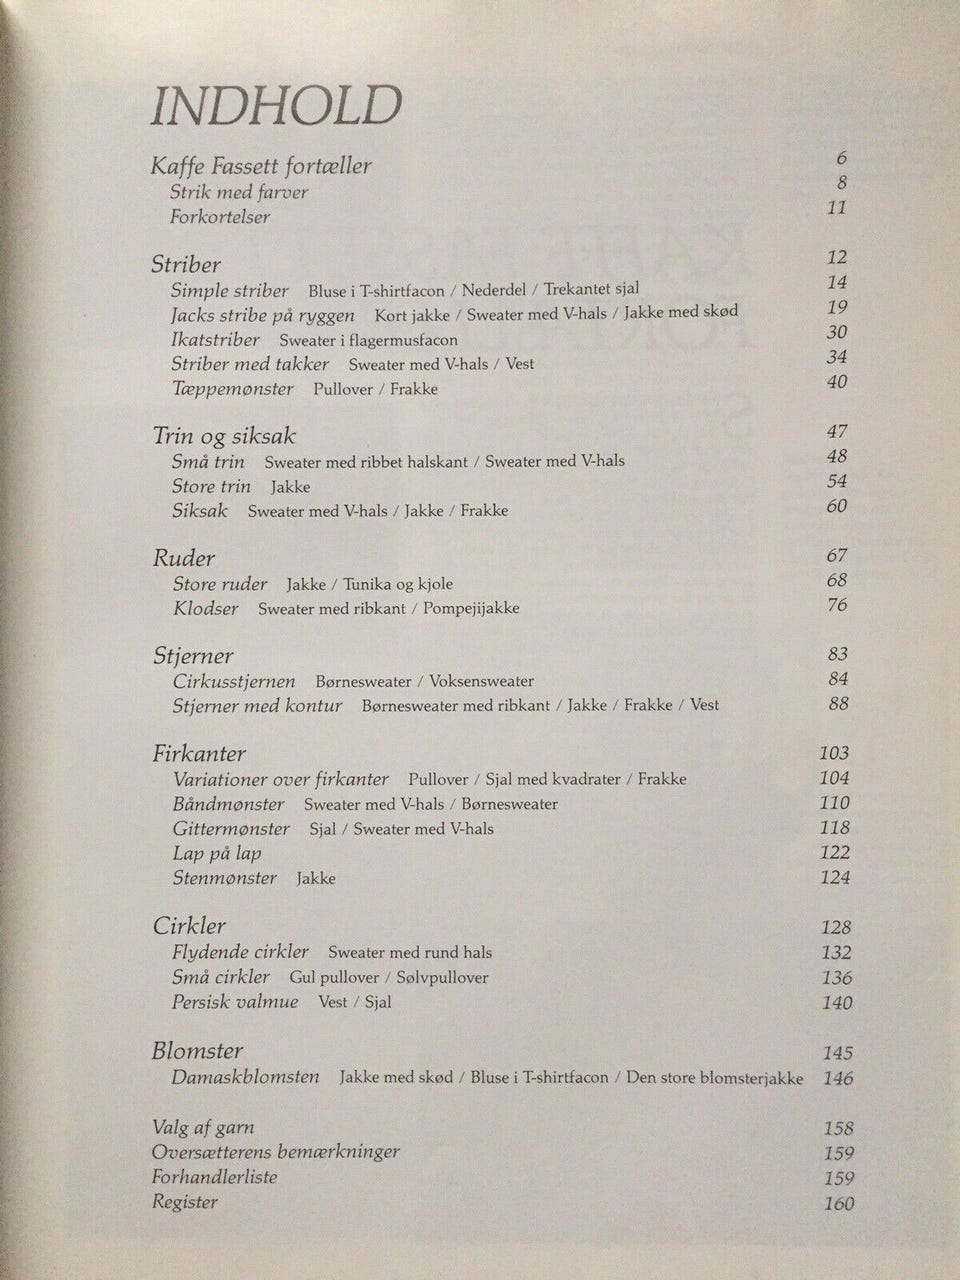 INDHOLD
Kaffe Fassett fortæller 6
Strik med farver 8
Forkortelser 11
Striber 12
Simple striber Bluse i T-shirtfacon / Nederdel / Trekantet sjal 14
Jacks stribe på ryggen Kort jakke / Sweater med V-hals / Jakke med skød 19
Ikatstriber Sweater i flagermusfacon 30
Striber med takker Sweater med V-hals / Vest 34
Tæppemønster Pullover / Frakke 40
Trin og siksak 47
Små trin Sweater med ribbet halskant / Sweater med V-hals 48
Store trin Jakke 54
Siksak Sweater med V-hals / Jakke / Frakke 60
Ruder 67
Store ruder Jakke / Tunika og kjole 68
Klodser Sweater med ribkant / Pompejijakke 76
Stjerner 83
Cirkusstjernen Børnesweater / Voksensweater 84
Stjerner med kontur Børnesweater med ribkant / Jakke / Frakke / Vest 88
Firkanter 103
Variationer over firkanter Pullover / Sjal med kvadrater / Frakke 104
Båndmønster Sweater med V-hals / Børnesweater 110
Gittermønster Sjal / Sweater med V-hals 118
Lap på lap 122
Stenmønster Jakke 124
Cirkler 128
Flydende cirkler Sweater med rund hals 132
Små cirkler Gul pullover / Sølvpullover 136
Persisk valmue Vest / Sjal 140
Blomster 145
Damaskblomsten Jakke med skød / Bluse i T-shirtfacon / Den store blomsterjakke 146
Valg af garn 158
Oversætterens bemærkninger 159
Forhandlerliste 159
Register 160